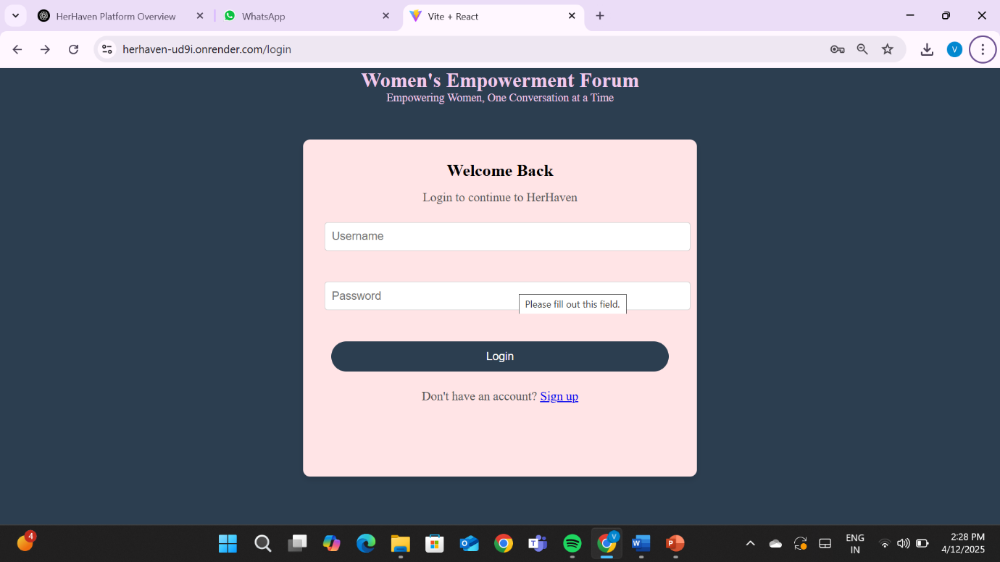 HerHaven Platform Overview
WhatsApp
Vite + React
herhaven-ud9i.onrender.com/login
V
Women's Empowerment Forum
Empowering Women, One Conversation at a Time
Welcome Back
Login to continue to HerHaven
Username
Password
Please fill out this field.
Login
Don't have an account? Sign up
4
V
ENG
IN
2:28 PM
4/12/2025